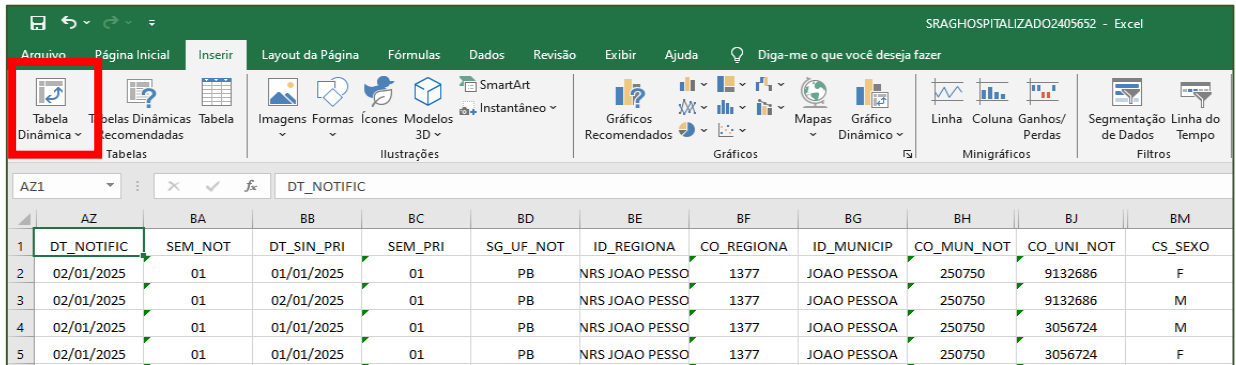 SRAGHOSPITALIZADO2405652 - Excel
Arquivo Página Inicial Inserir Layout da Página Fórmulas Dados Revisão Exibir Ajuda Diga-me o que você deseja fazer
Tabela Dinâmica
Tabelas Dinâmicas Recomendadas
Tabela
Imagens
Formas
Ícones
Modelos 3D
SmartArt
Instantâneo
Gráficos Recomendados
Mapas
Gráfico Dinâmico
Linha
Coluna
Ganhos/ Perdas
Segmentação de Dados
Linha do Tempo
Tabelas Ilustrações Gráficos Minigráficos Filtros
AZ1 fx DT_NOTIFIC
AZ BA BB BC BD BE BF BG BH BJ BM
1 DT_NOTIFIC SEM_NOT DT_SIN_PRI SEM_PRI SG_UF_NOT ID_REGIONA CO_REGIONA ID_MUNICIP CO_MUN_NOT CO_UNI_NOT CS_SEXO
2 02/01/2025 01 01/01/2025 01 PB NRS JOAO PESSO 1377 JOAO PESSOA 250750 9132686 F
3 02/01/2025 01 02/01/2025 01 PB NRS JOAO PESSO 1377 JOAO PESSOA 250750 9132686 M
4 02/01/2025 01 01/01/2025 01 PB NRS JOAO PESSO 1377 JOAO PESSOA 250750 3056724 M
5 02/01/2025 01 01/01/2025 01 PB NRS JOAO PESSO 1377 JOAO PESSOA 250750 3056724 F